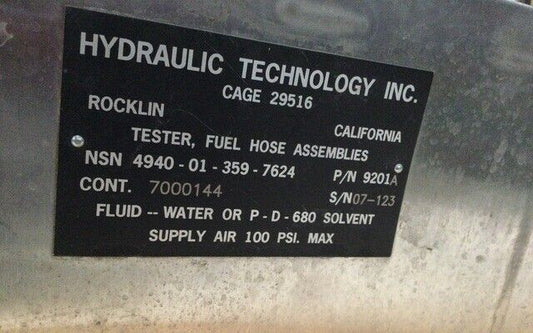 HYDRAULIC TECHNOLOGY INC.
CAGE 29516
ROCKLIN CALIFORNIA
TESTER, FUEL HOSE ASSEMBLIES
NSN 4940-01-359-7624 P/N 9201A
CONT. 7000144 S/N 07-123
FLUID -- WATER OR P-D-680 SOLVENT
SUPPLY AIR 100 PSI. MAX